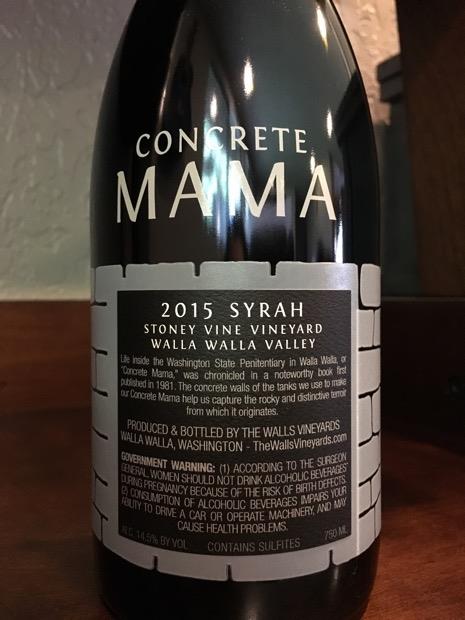 CONCRETE
MAMA
2015 SYRAH
STONEY VINE VINEYARD
WALLA WALLA VALLEY
Life inside the Washington State Penitentiary in Walla Walla, or
"Concrete Mama," was chronicled in a noteworthy book first
published in 1981. The concrete walls of the tanks we use to make
our Concrete Mama help us capture the rocky and distinctive terroir
from which it originates.
PRODUCED & BOTTLED BY THE WALLS VINEYARDS
WALLA WALLA, WASHINGTON - TheWallsVineyards.com
GOVERNMENT WARNING: (1) ACCORDING TO THE SURGEON
GENERAL WOMEN SHOULD NOT DRINK ALCOHOLIC BEVERAGES
DURING PREGNANCY BECAUSE OF THE RISK OF BIRTH DEFECTS.
(2) CONSUMPTION OF ALCOHOLIC BEVERAGES IMPAIRS YOUR
ABILITY TO DRIVE A CAR OR OPERATE MACHINERY, AND MAY
CAUSE HEALTH PROBLEMS.
ALC. 14.5% BY VOL CONTAINS SULFITES 750 ML